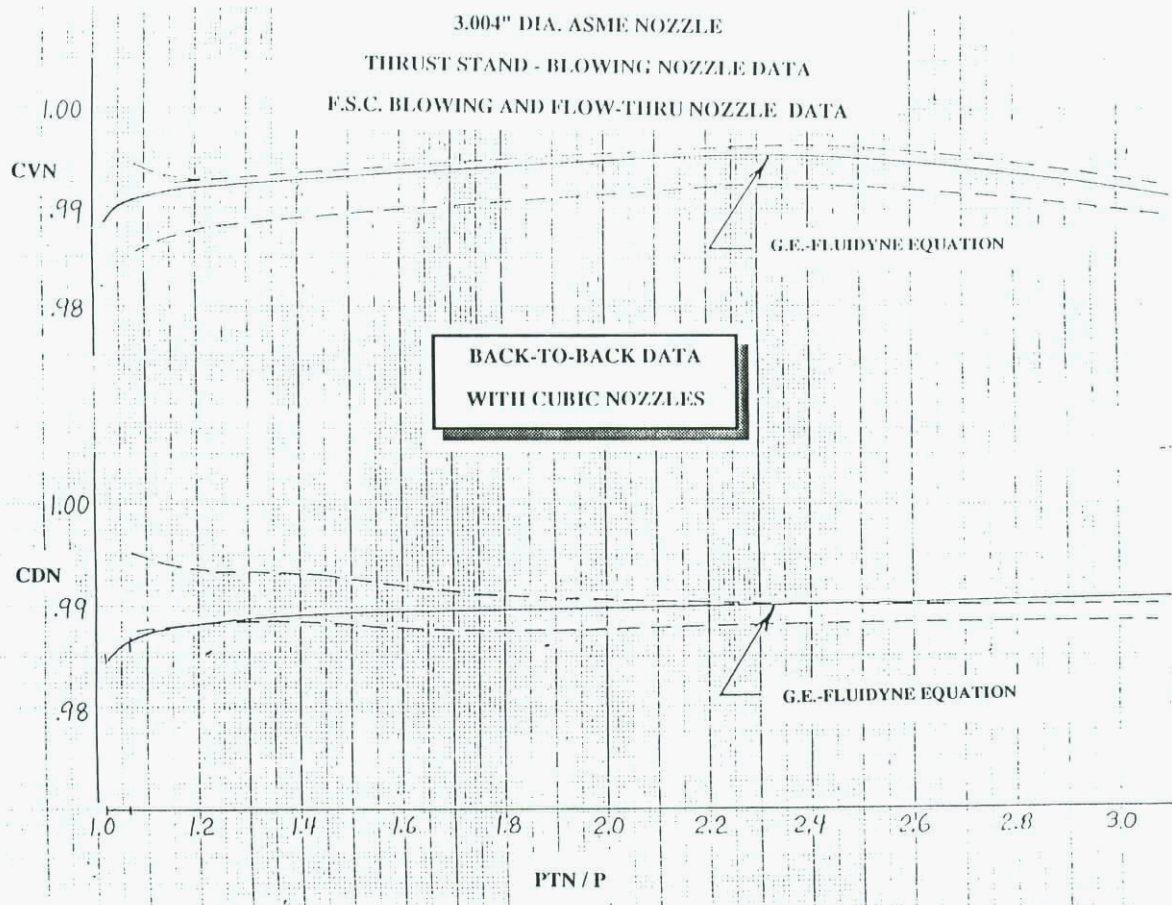 3.004" DIA. ASME NOZZLE
THRUST STAND - BLOWING NOZZLE DATA
F.S.C. BLOWING AND FLOW-THRU NOZZLE DATA
1.00
CVN
.99
G.E.-FLUIDYNE EQUATION
.98
BACK-TO-BACK DATA
WITH CUBIC NOZZLES
1.00
CDN
.99
G.E.-FLUIDYNE EQUATION
.98
1.0 1.2 1.4 1.6 1.8 2.0 2.2 2.4 2.6 2.8 3.0
PTN / P